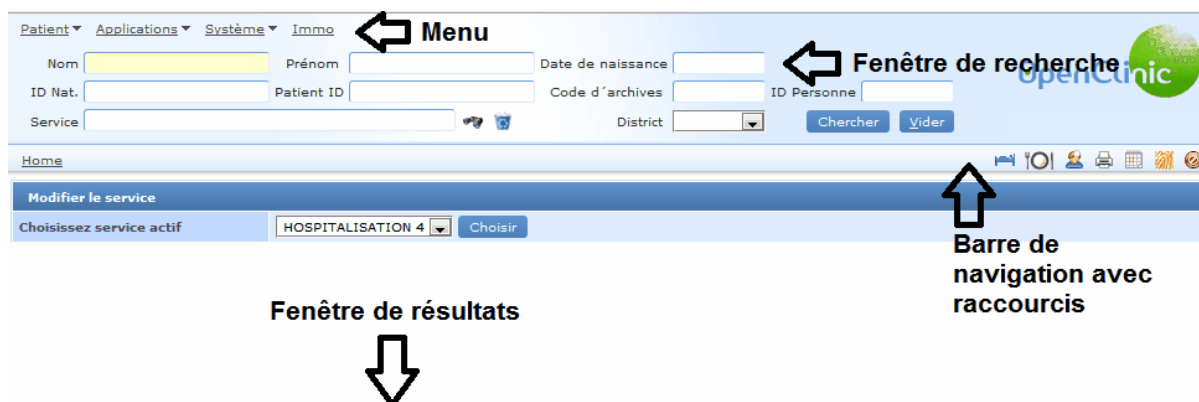 Patient Applications Système Immo Menu
Nom Prénom Date de naissance Fenêtre de recherche
OpenClinic
ID Nat. Patient ID Code d´archives ID Personne
Service District Chercher Vider
Home
Modifier le service
Choisissez service actif HOSPITALISATION 4 Choisir
Barre de
navigation avec
raccourcis
Fenêtre de résultats